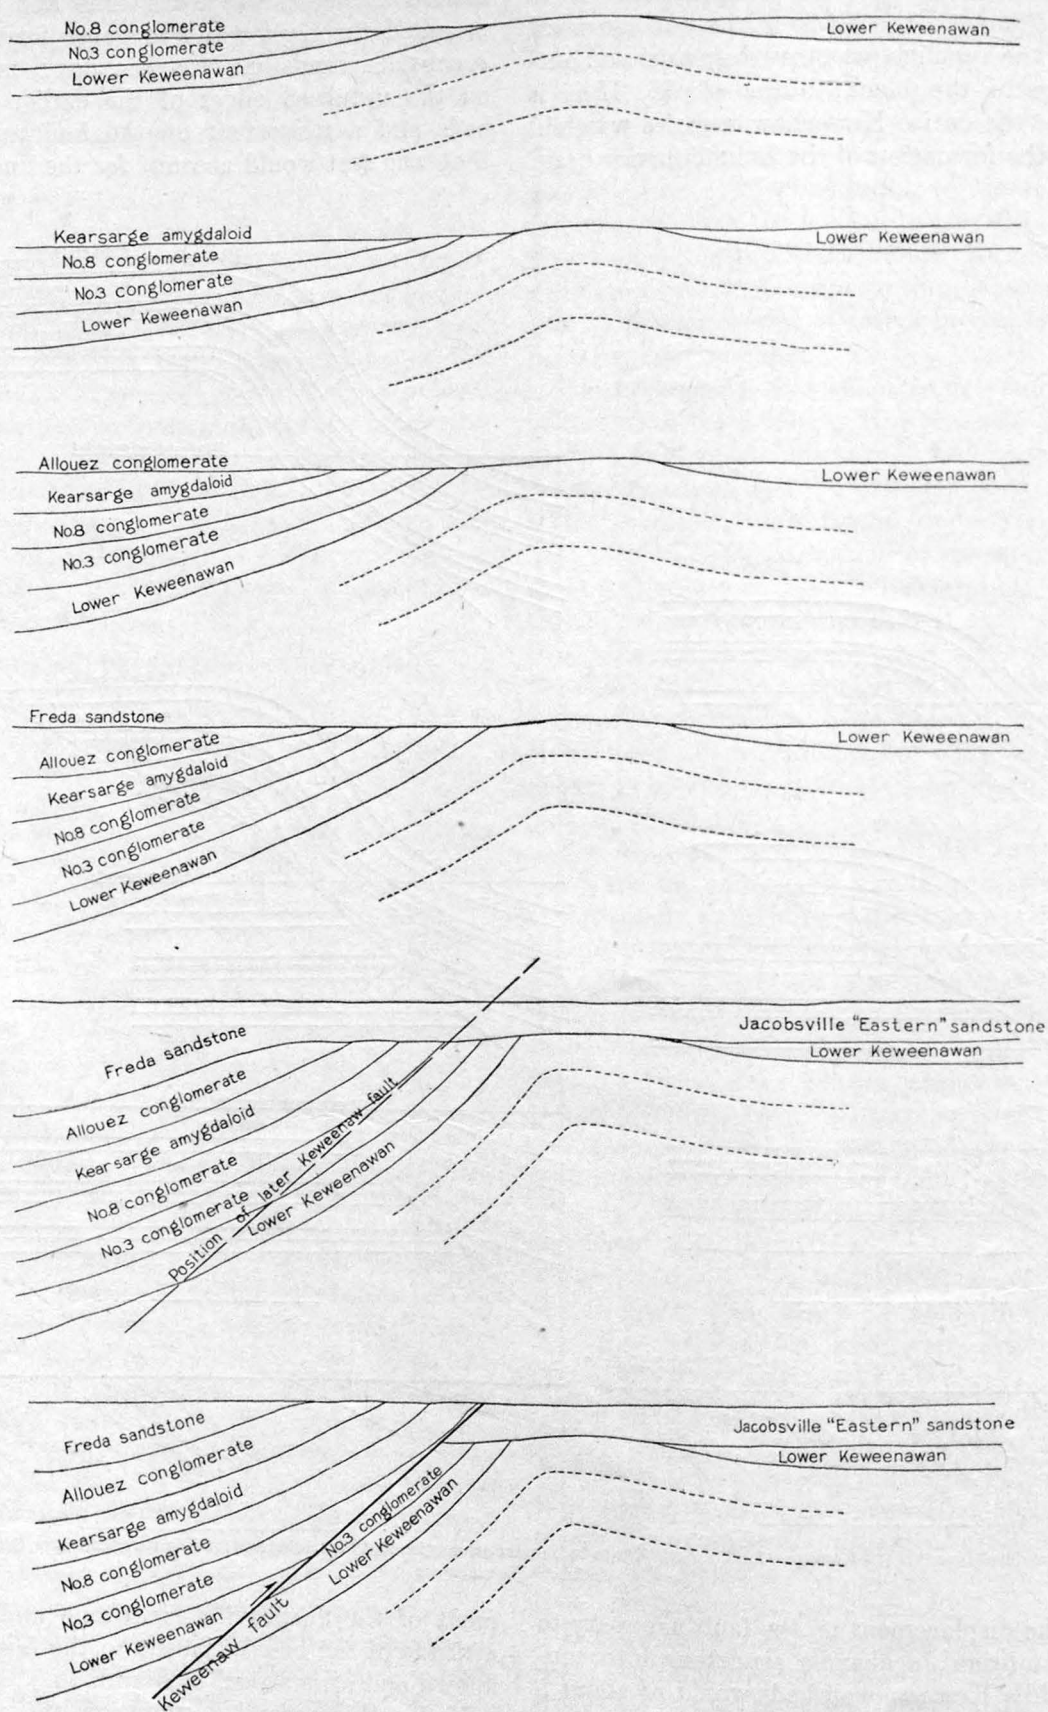 No.8 conglomerate
Lower Keweenawan
No.3 conglomerate
Lower Keweenawan
Kearsarge amygdaloid
Lower Keweenawan
No.8 conglomerate
No.3 conglomerate
Lower Keweenawan
Allouez conglomerate
Lower Keweenawan
Kearsarge amygdaloid
No.8 conglomerate
No.3 conglomerate
Lower Keweenawan
Freda sandstone
Lower Keweenawan
Allouez conglomerate
Kearsarge amygdaloid
No.8 conglomerate
No.3 conglomerate
Lower Keweenawan
Jacobsville "Eastern" sandstone
Lower Keweenawan
Freda sandstone
Allouez conglomerate
Kearsarge amygdaloid
No.8 conglomerate
No.3 conglomerate
Lower Keweenawan
Position of later Keweenaw fault
Jacobsville "Eastern" sandstone
Lower Keweenawan
Freda sandstone
Allouez conglomerate
Kearsarge amygdaloid
No.8 conglomerate
No.3 conglomerate
Lower Keweenawan
No.3 conglomerate
Lower Keweenawan
Keweenaw fault